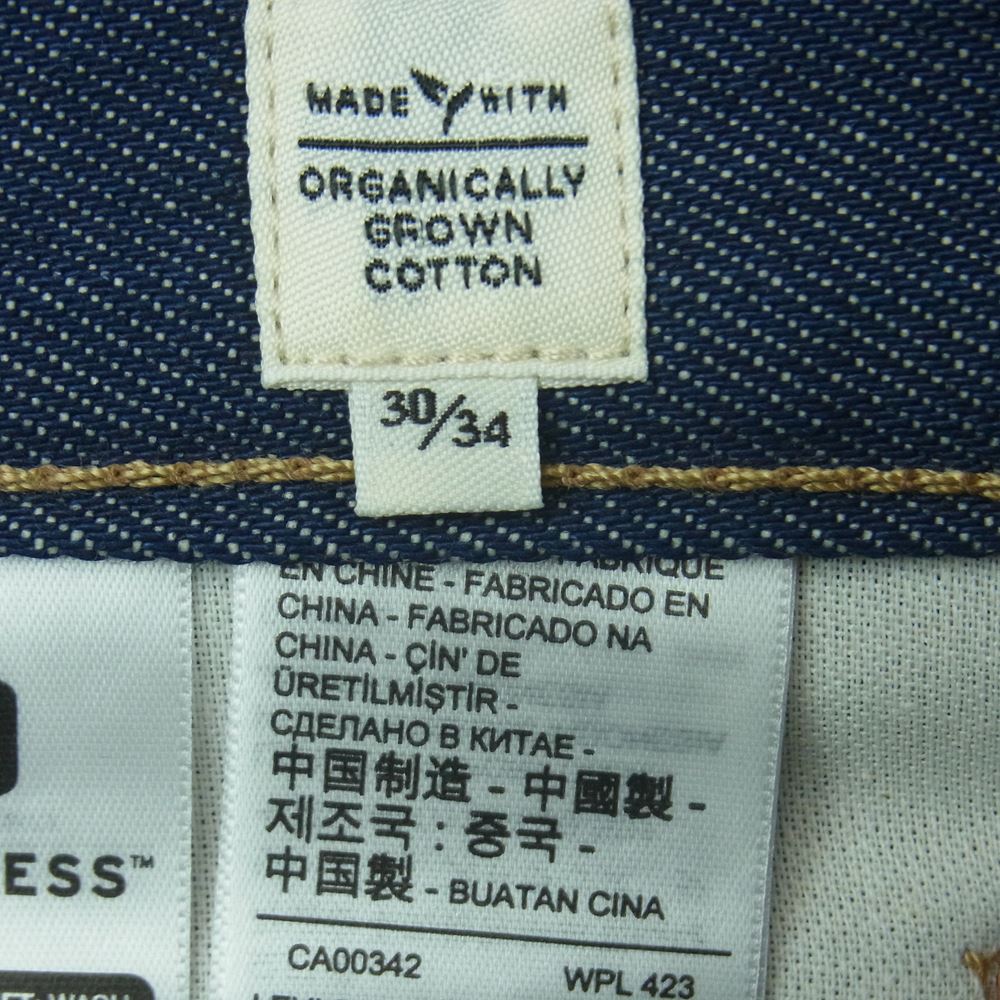 MADE WITH
ORGANICALLY
GROWN
COTTON
30/34
FABRIQUE
EN CHINE - FABRICADO EN
CHINA - FABRICADO NA
CHINA - ÇİN' DE
ÜRETİLMİŞTİR -
СДЕЛАНО В КИТАЕ -
中国制造 - 中國製 -
제조국 : 중국 -
中国製 - BUATAN CINA
CA00342 WPL 423
ESS™
WASH